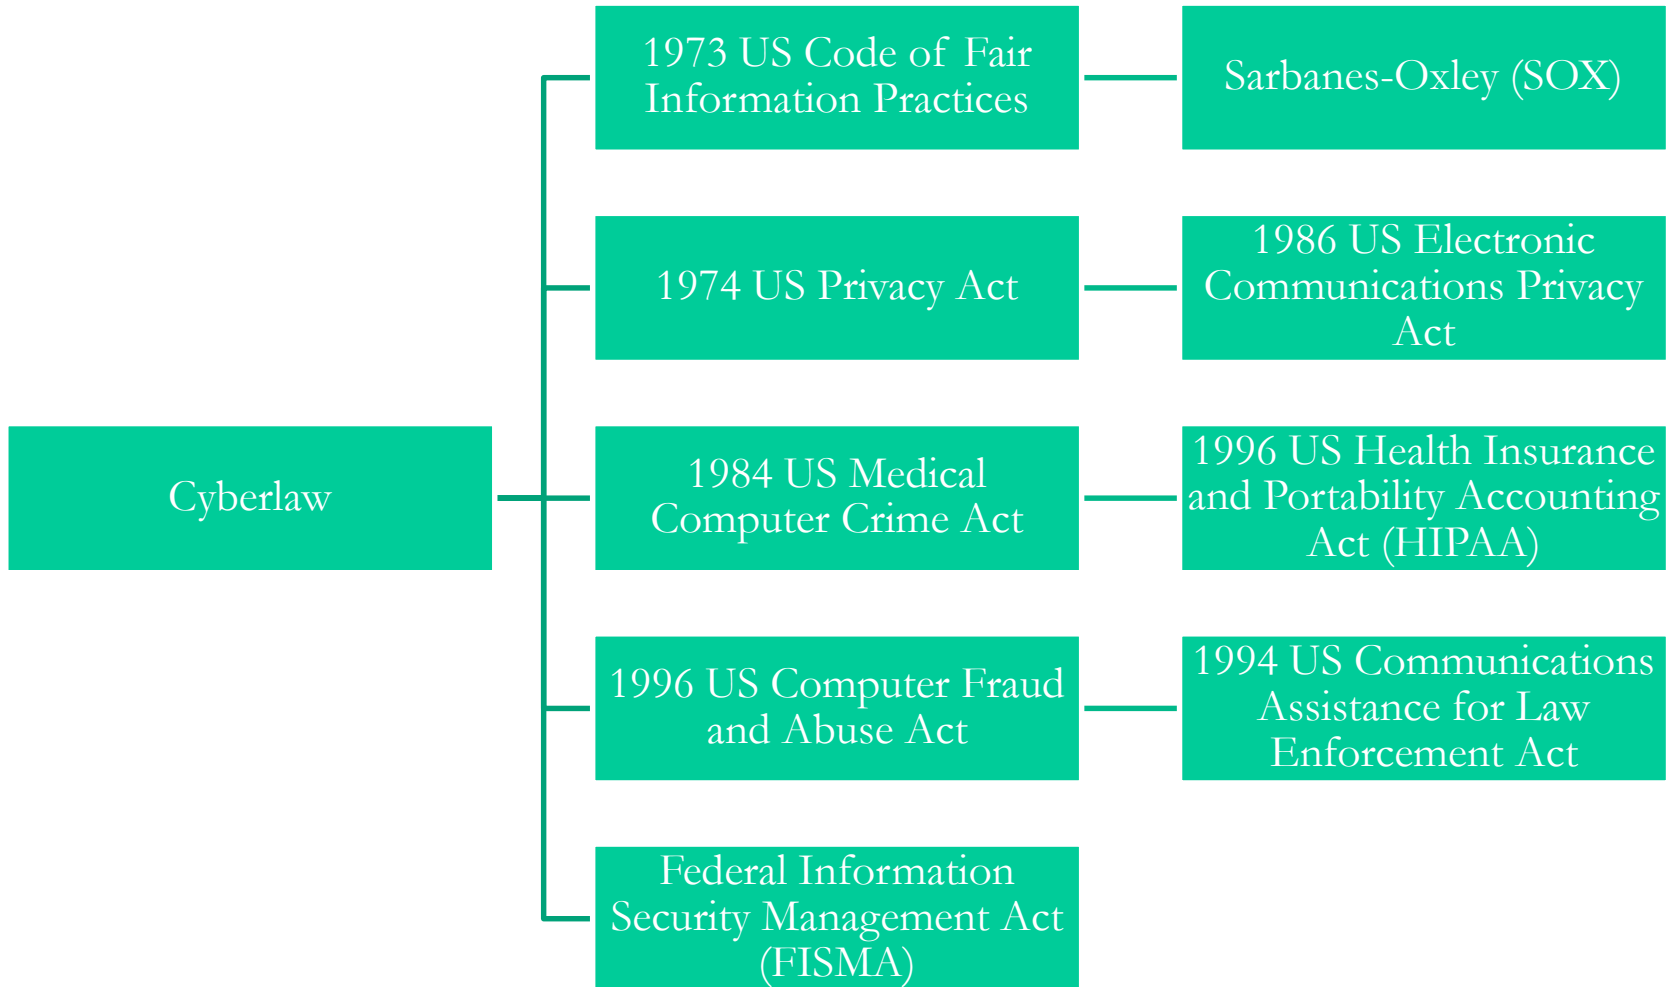 1973 US Code of Fair
Information Practices
Sarbanes-Oxley (SOX)
1974 US Privacy Act
1986 US Electronic
Communications Privacy
Act
Cyberlaw
1984 US Medical
Computer Crime Act
1996 US Health Insurance
and Portability Accounting
Act (HIPAA)
1996 US Computer Fraud
and Abuse Act
1994 US Communications
Assistance for Law
Enforcement Act
Federal Information
Security Management Act
(FISMA)